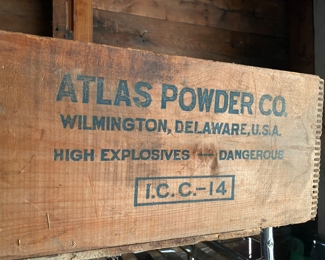 ATLAS POWDER CO.
WILMINGTON, DELAWARE, U.S.A.
HIGH EXPLOSIVES — DANGEROUS
I.C.C.-14